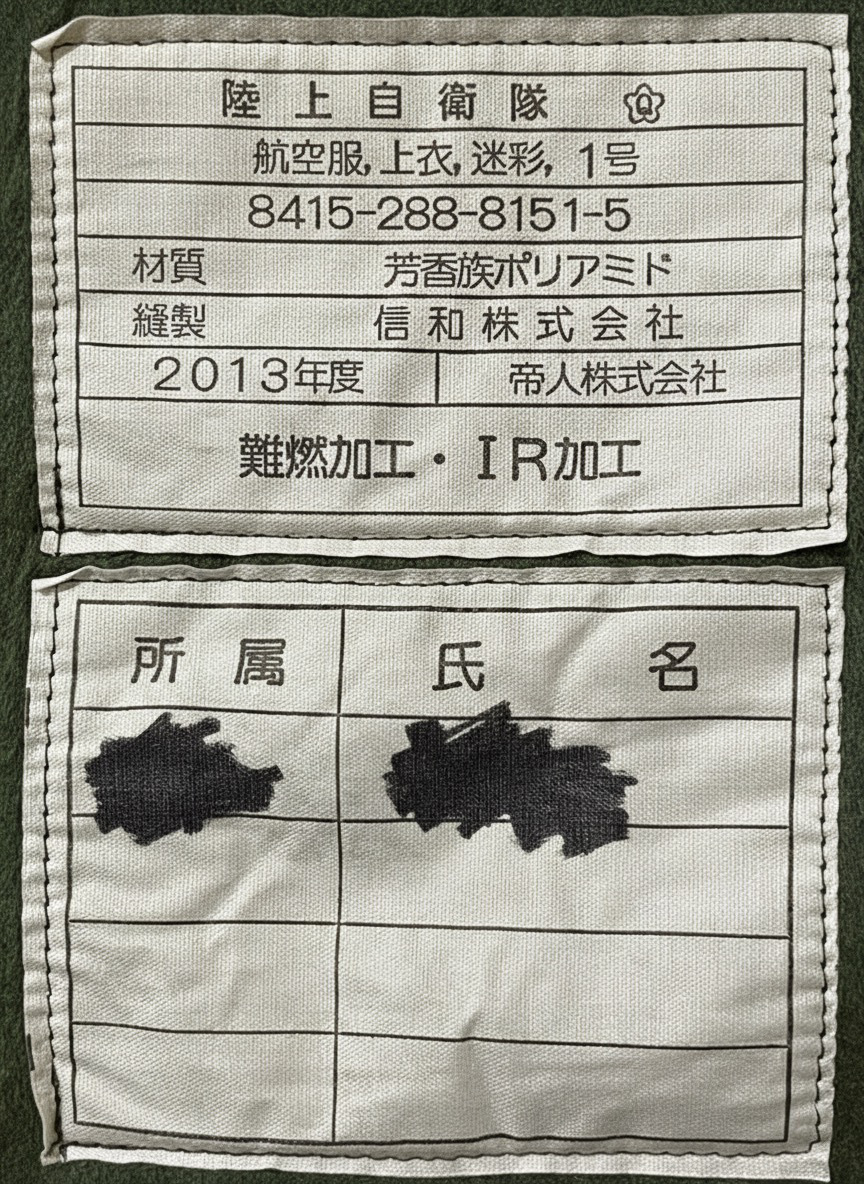 陸上自衛隊 Q
航空服,上衣,迷彩,1号
8415-288-8151-5
材質 芳香族ポリアミド
縫製 信和株式会社
2013年度 帝人株式会社
難燃加工・IR加工
所属 氏名